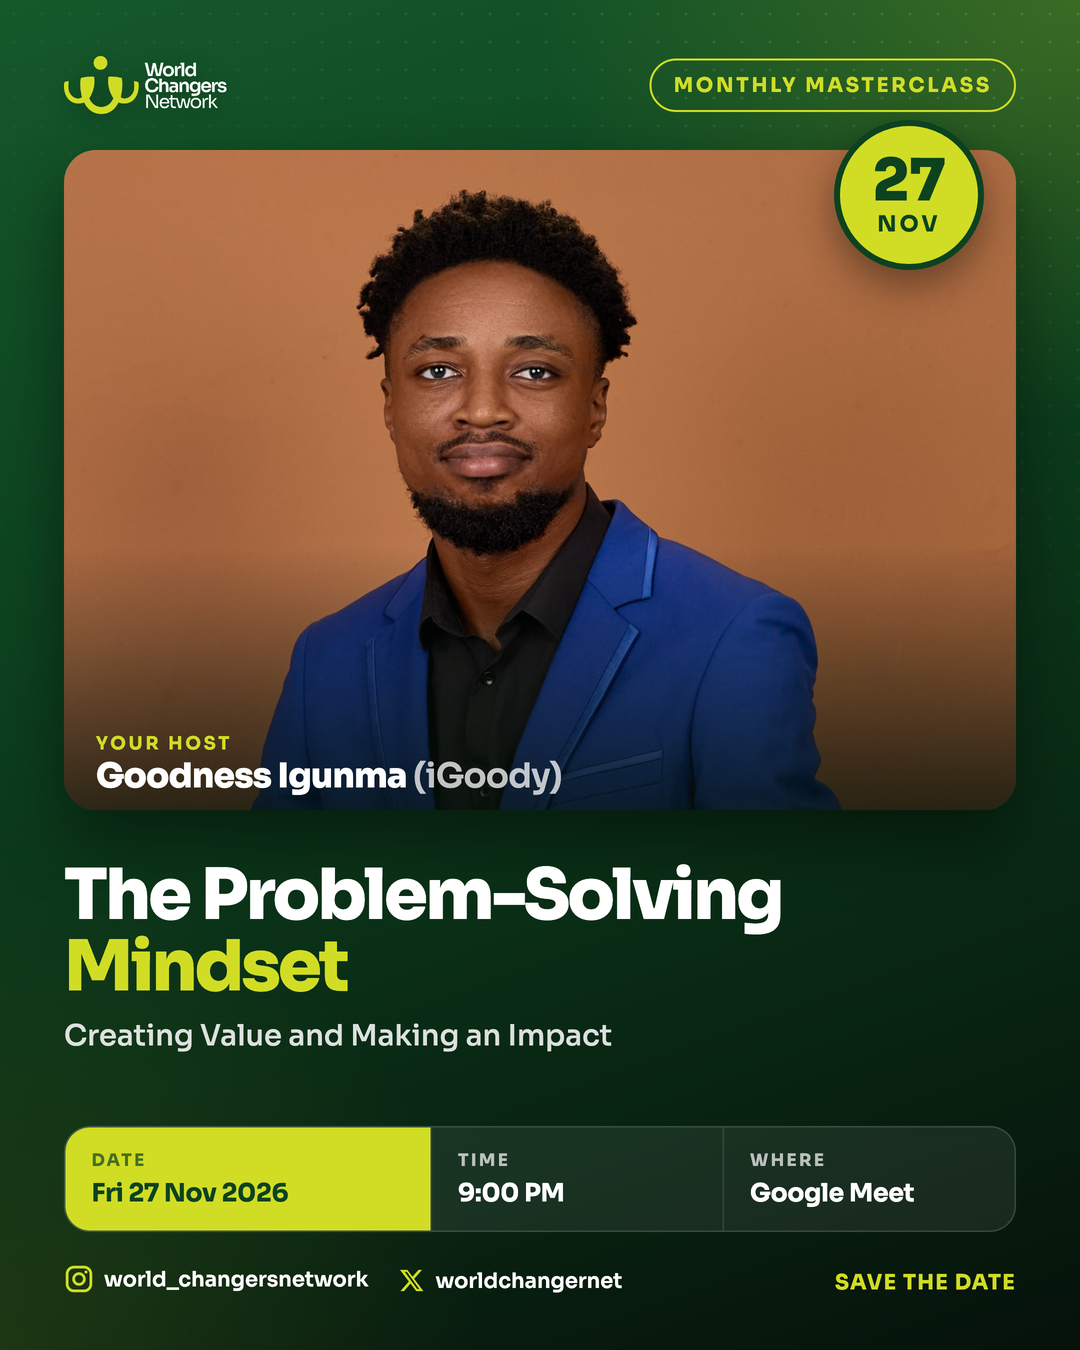 World
Changers
Network
MONTHLY MASTERCLASS
27
NOV
YOUR HOST
Goodness Igunma (iGoody)
The Problem-Solving
Mindset
Creating Value and Making an Impact
DATE
Fri 27 Nov 2026
TIME
9:00 PM
WHERE
Google Meet
world_changersnetwork
worldchangernet
SAVE THE DATE